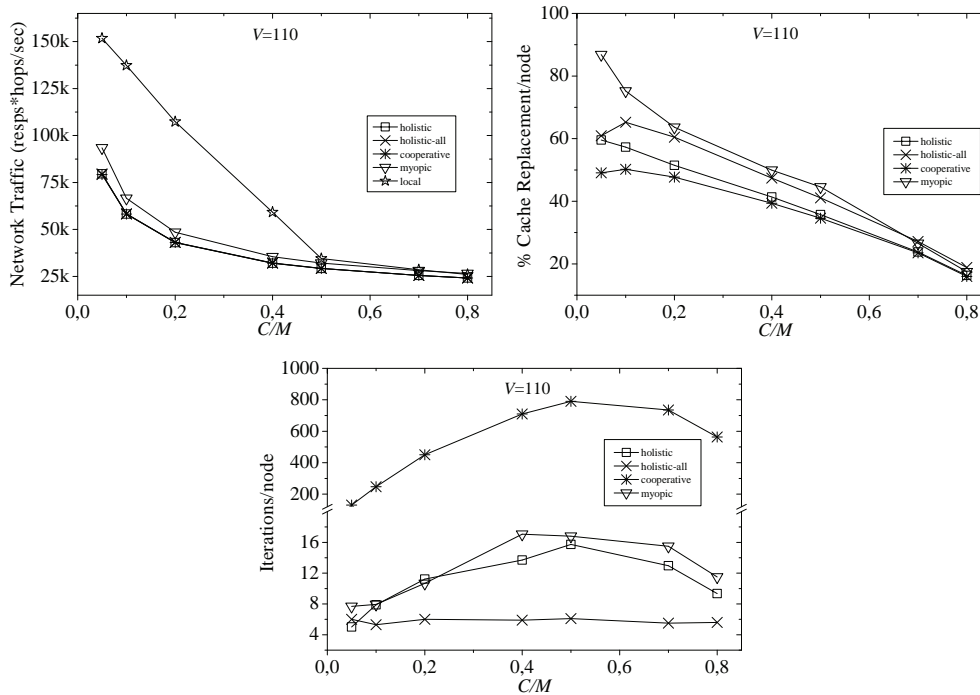 V=110
Network Traffic (resps*hops/sec)
150k
125k
100k
75k
50k
25k
holistic
holistic-all
cooperative
myopic
local
0,0
0,2
0,4
0,6
0,8
C/M
V=110
% Cache Replacement/node
100
80
60
40
20
holistic
holistic-all
cooperative
myopic
0,0
0,2
0,4
0,6
0,8
C/M
V=110
Iterations/node
1000
800
600
400
200
16
12
8
4
holistic
holistic-all
cooperative
myopic
0,0
0,2
0,4
0,6
0,8
C/M